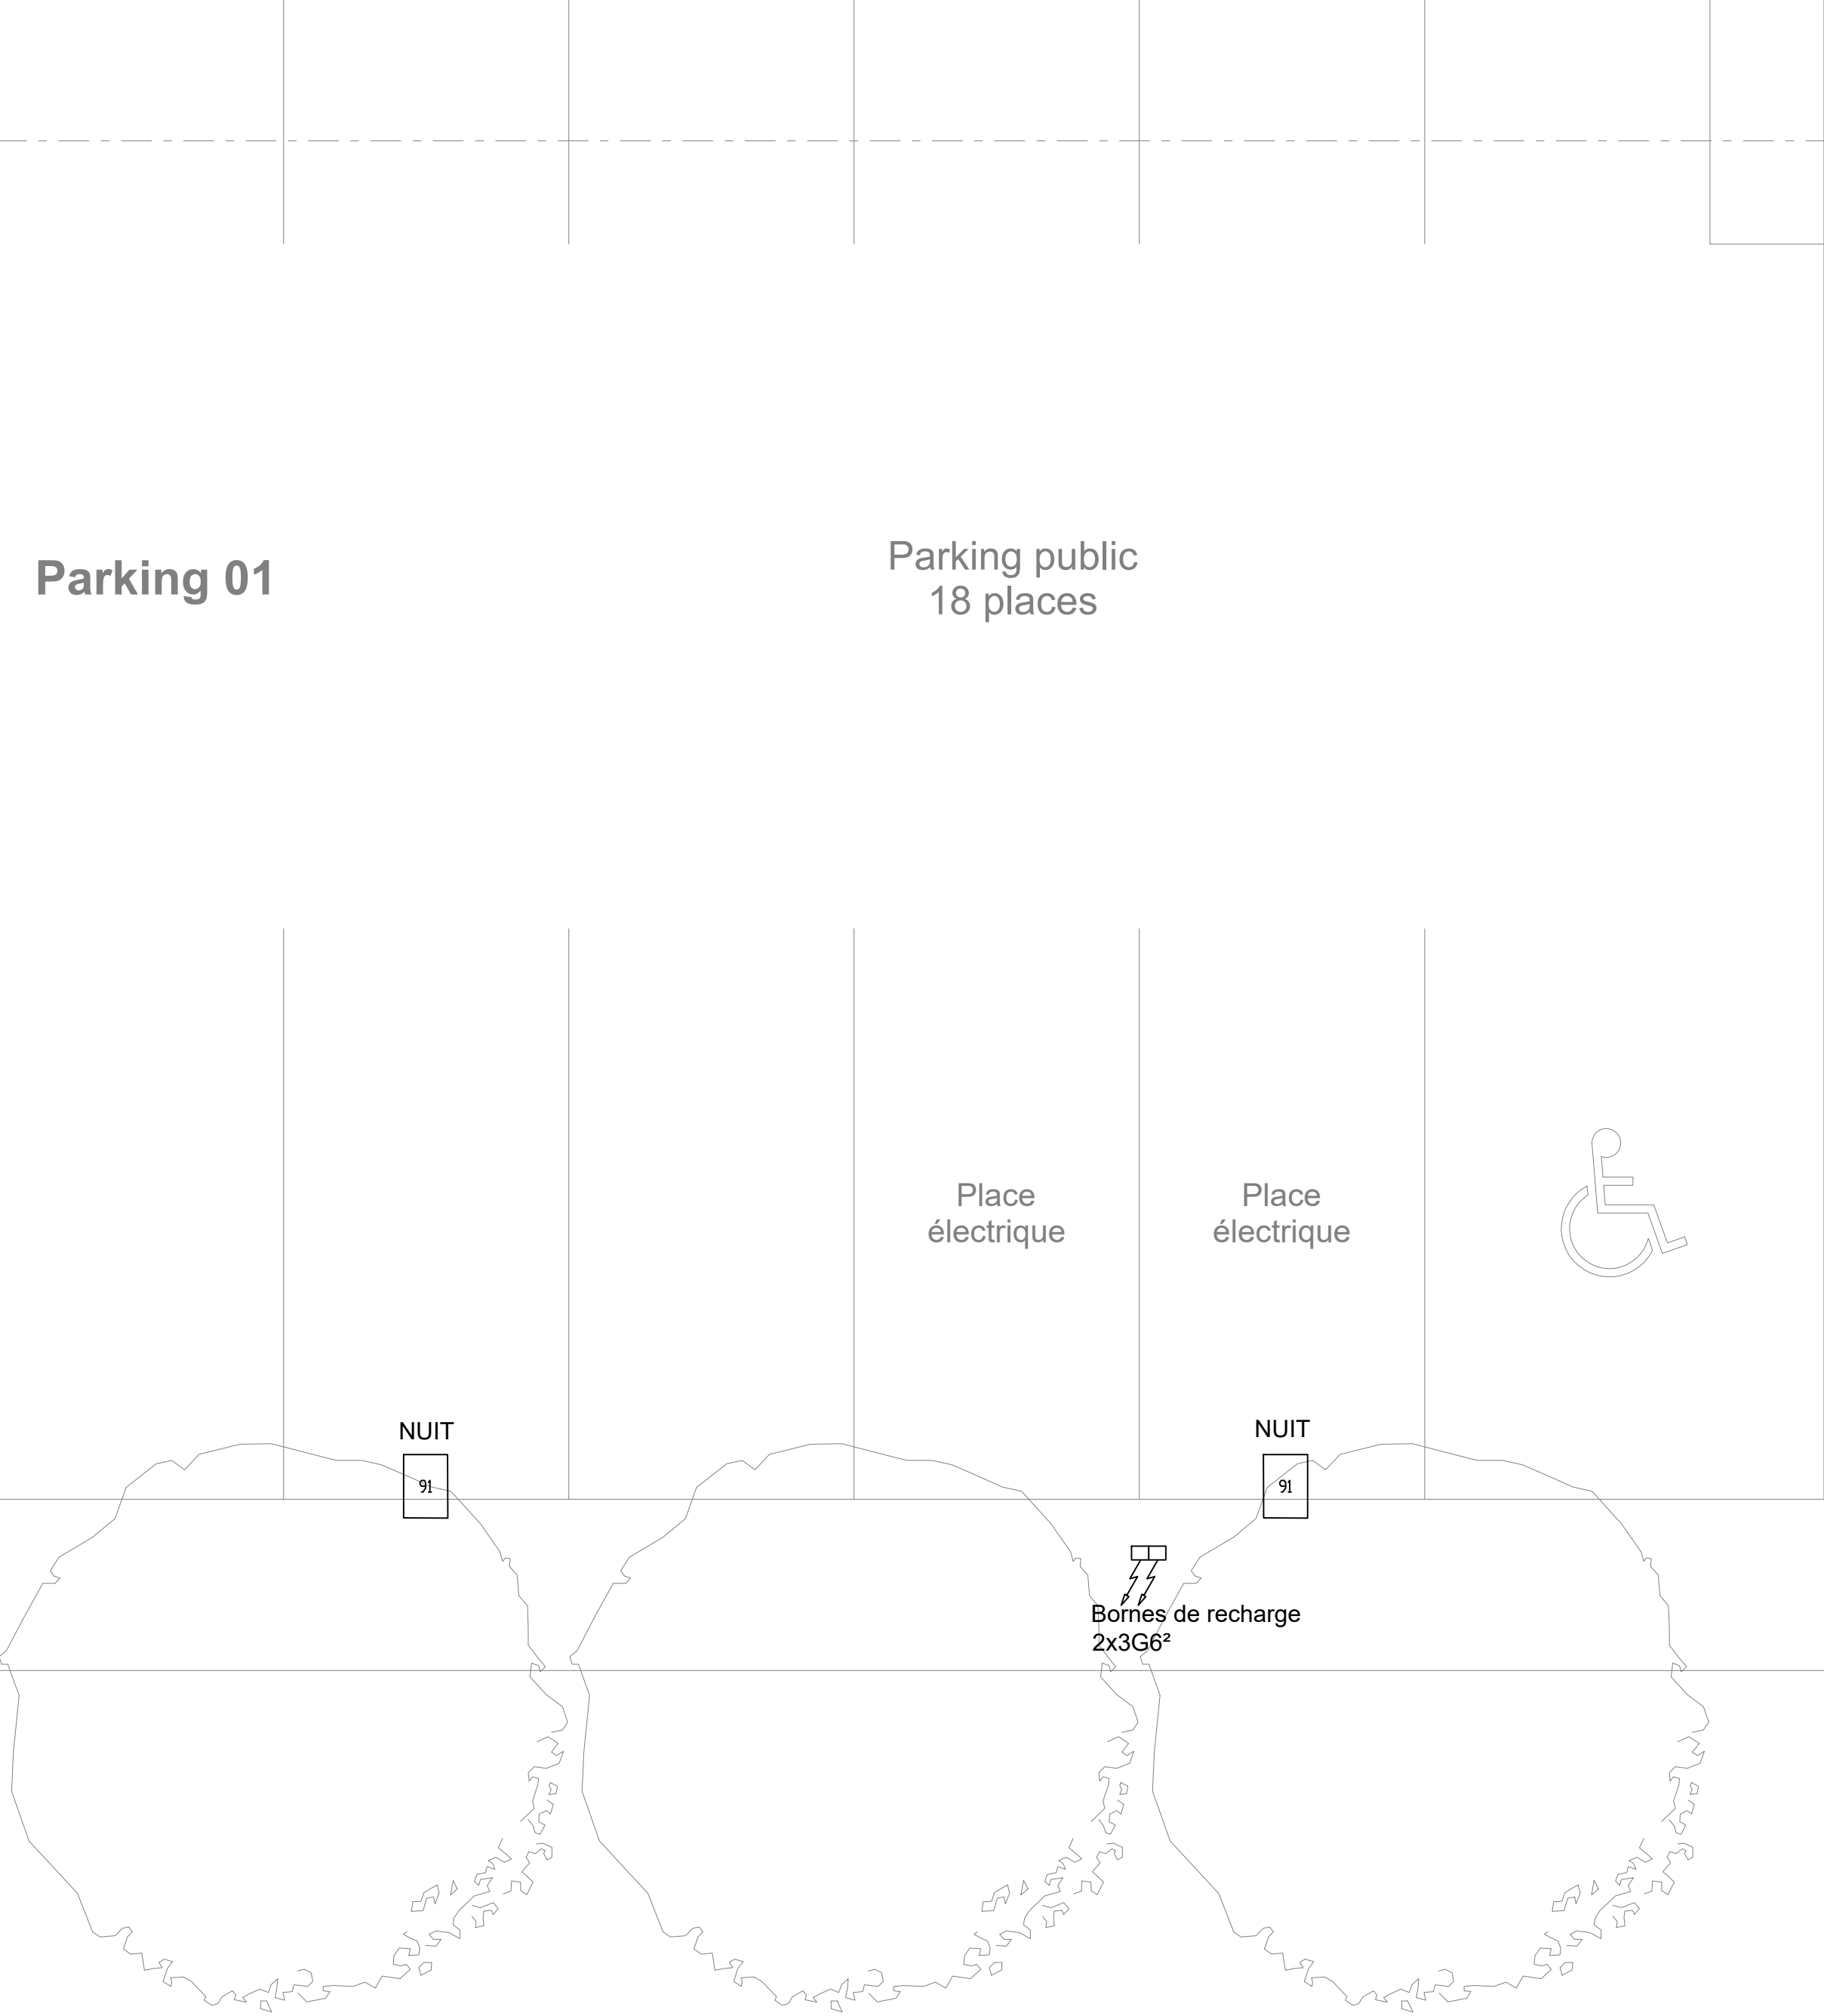 Parking public
18 places
Parking 01
Place
électrique
Place
électrique
NUIT
91
NUIT
91
Bornes de recharge
2x3G6²